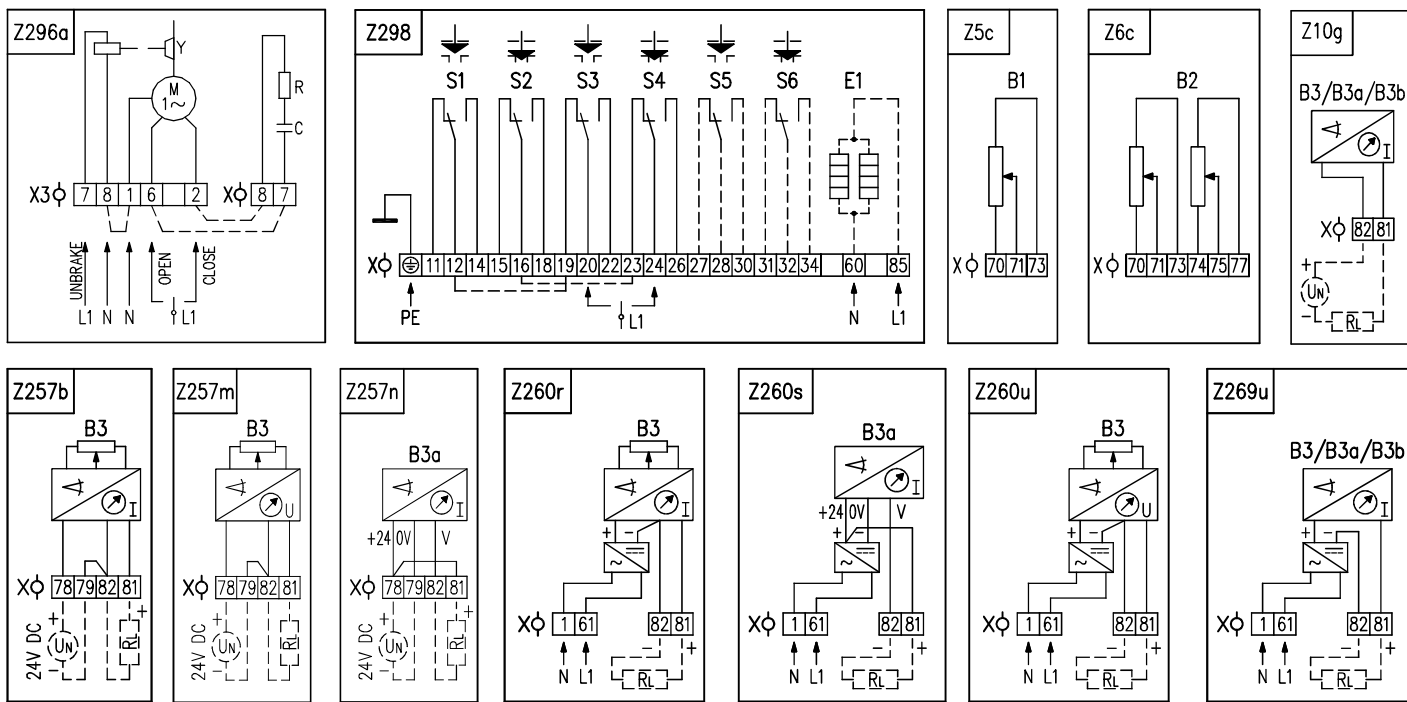 Z296a
Y
M
1~
R
C
X3 7 8 1 6 2
X 8 7
UNBRAKE
OPEN
CLOSE
L1 N N L1
Z298
S1 S2 S3 S4 S5 S6 E1
X 11 12 14 15 16 18 19 20 22 23 24 26 27 28 30 31 32 34 60 85
PE L1 N L1
Z5c
B1
X 70 71 73
Z6c
B2
X 70 71 73 74 75 77
Z10g
B3/B3a/B3b
I
X 82 81
+
UN
-
RL
Z257b
B3
I
X 78 79 82 81
24V DC
+ UN -
RL +
Z257m
B3
U
X 78 79 82 81
24V DC
+ UN -
RL +
Z257n
B3a
I
+24 0V V
X 78 79 82 81
24V DC
+ UN -
RL +
Z260r
B3
I
+ -
~
X 1 61 82 81
- +
N L1 RL
Z260s
B3a
I
+24 0V V
+ -
~
X 1 61 82 81
- +
N L1 RL
Z260u
B3
U
+ -
~
X 1 61 82 81
- +
N L1 RL
Z269u
B3/B3a/B3b
I
+ -
~
X 1 61 82 81
- +
N L1 RL